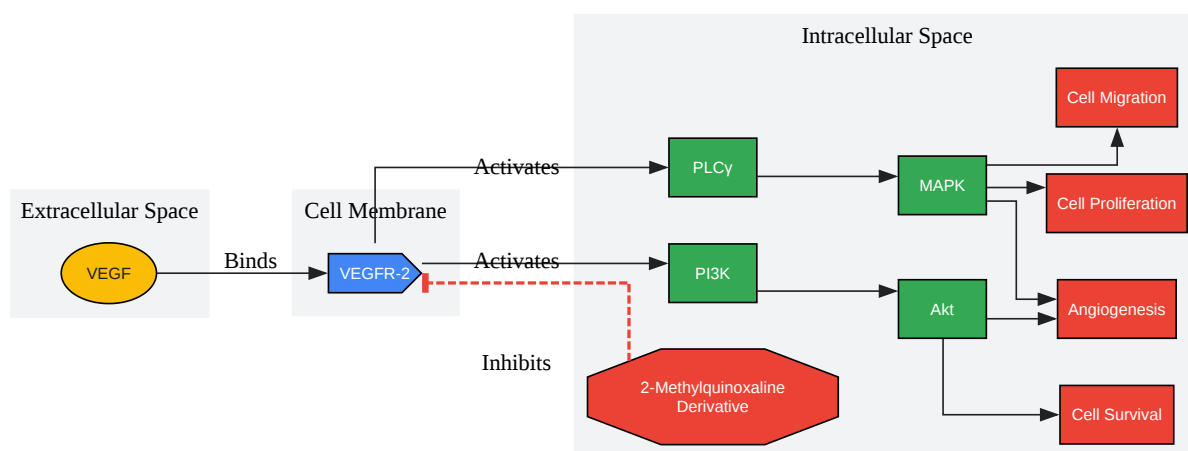 Intracellular Space
Cell Migration
Activates
PLCγ
MAPK
Cell Proliferation
Extracellular Space
Cell Membrane
VEGF
Binds
VEGFR-2
Activates
PI3K
Akt
Angiogenesis
Inhibits
2-Methylquinoxaline
Derivative
Cell Survival